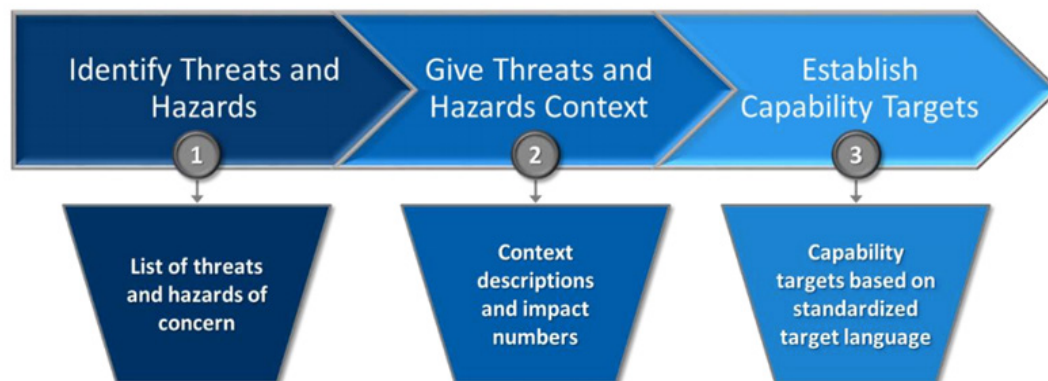 Identify Threats and
Hazards
1
Give Threats and
Hazards Context
2
Establish
Capability Targets
3
List of threats
and hazards of
concern
Context
descriptions
and impact
numbers
Capability
targets based on
standardized
target language